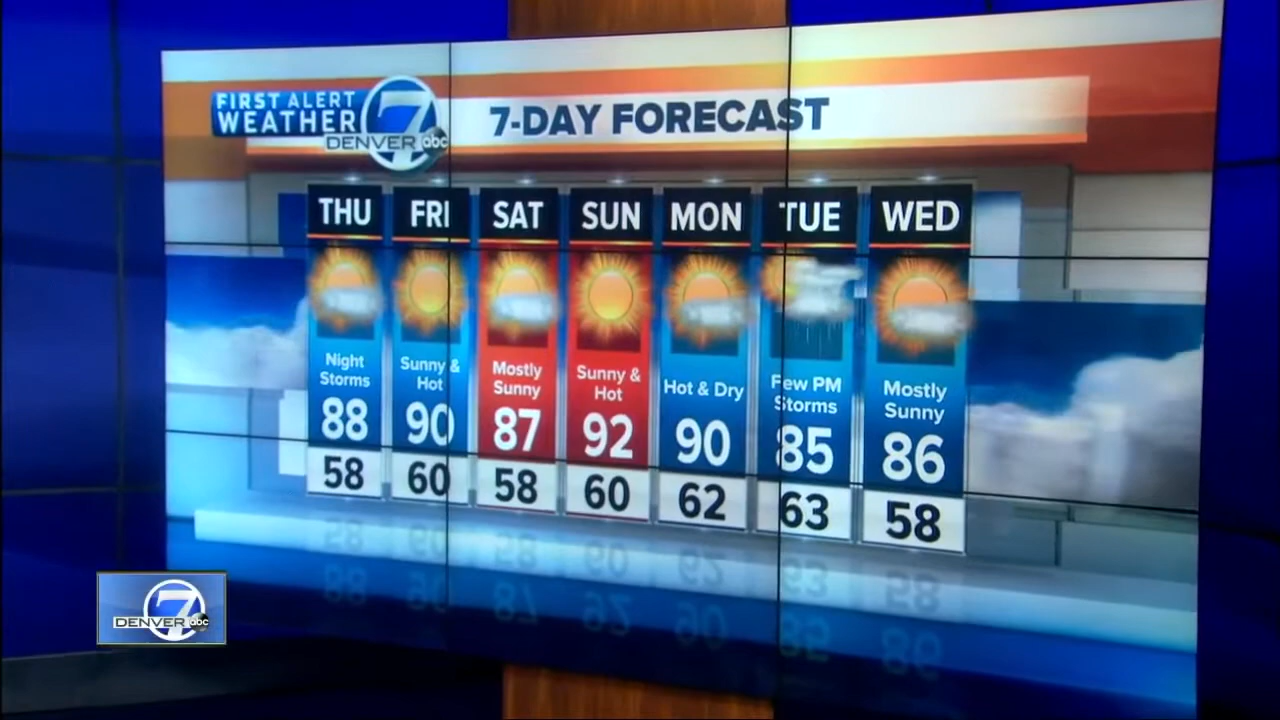 FIRST ALERT
WEATHER
7
DENVER abc
7-DAY FORECAST
THU
FRI
SAT
SUN
MON
TUE
WED
Night
Storms
88
58
Sunny &
Hot
90
60
Mostly
Sunny
87
58
Sunny &
Hot
92
60
Hot & Dry
90
62
Few PM
Storms
85
63
Mostly
Sunny
86
58
7
DENVER abc